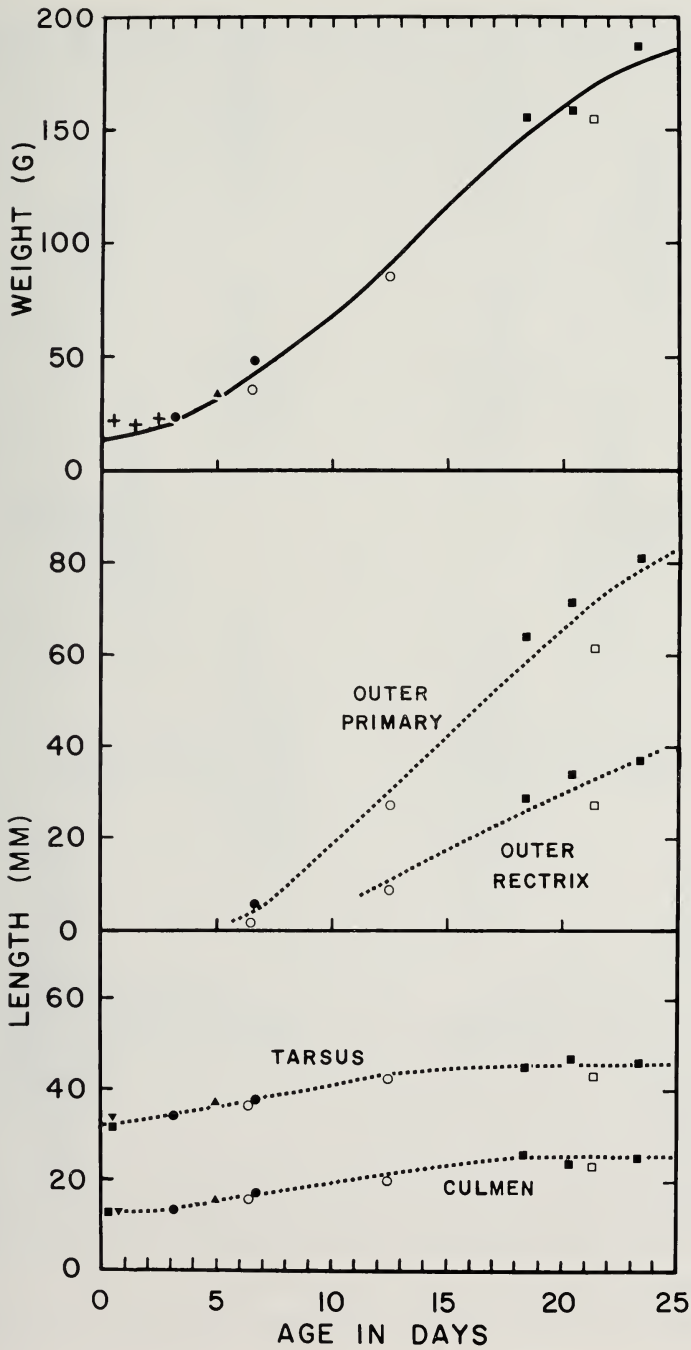 200
150
100
50
0
WEIGHT (G)
80
60
40
20
0
OUTER
PRIMARY
OUTER
RECTRIX
LENGTH (MM)
60
40
20
0
TARSUS
CULMEN
0 5 10 15 20 25
AGE IN DAYS